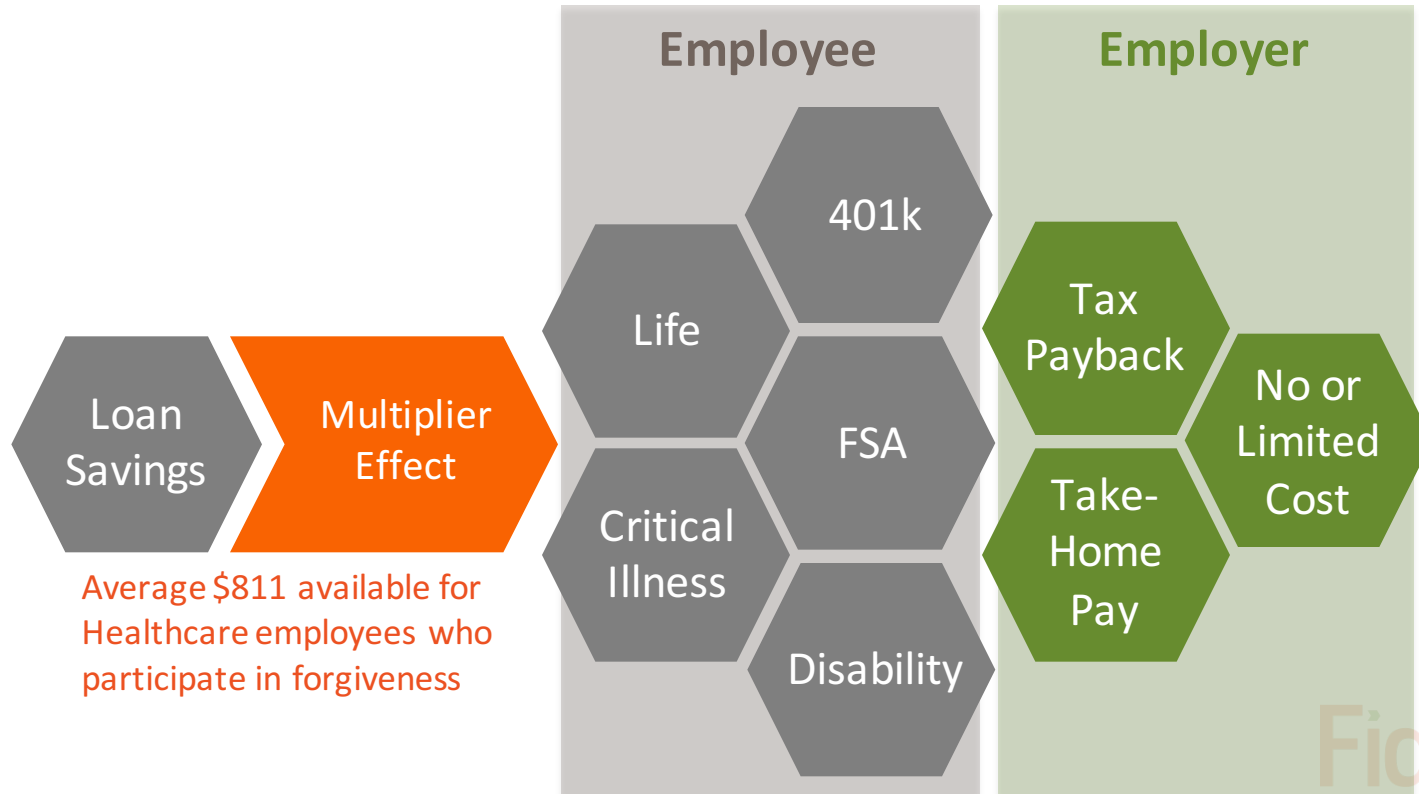 Employee
Employer
Loan
Savings
Multiplier
Effect
Average $811 available for
Healthcare employees who
participate in forgiveness
Life
Critical
Illness
401k
FSA
Disability
Tax
Payback
Take-
Home
Pay
No or
Limited
Cost